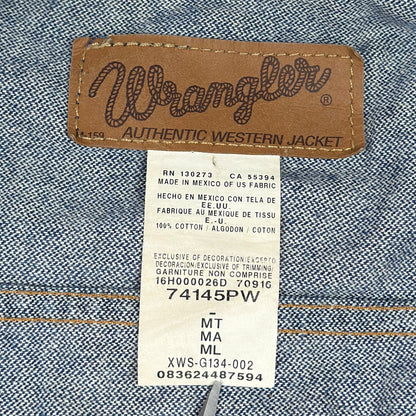 Wrangler®
M-159
AUTHENTIC WESTERN JACKET
RN 130273 CA 55394
MADE IN MEXICO OF US FABRIC
HECHO EN MEXICO CON TELA DE
EE.UU.
FABRIQUE AU MEXIQUE DE TISSU
E.-U.
100% COTTON / ALGODON / COTON
EXCLUSIVE OF DECORATION/EXCEPTO
DECORACION/EXCLUSIVE OF TRIMMING/
GARNITURE NON COMPRISE
16H000026D 70916
74145PW
-
MT
MA
ML
XWS-G134-002
083624487594